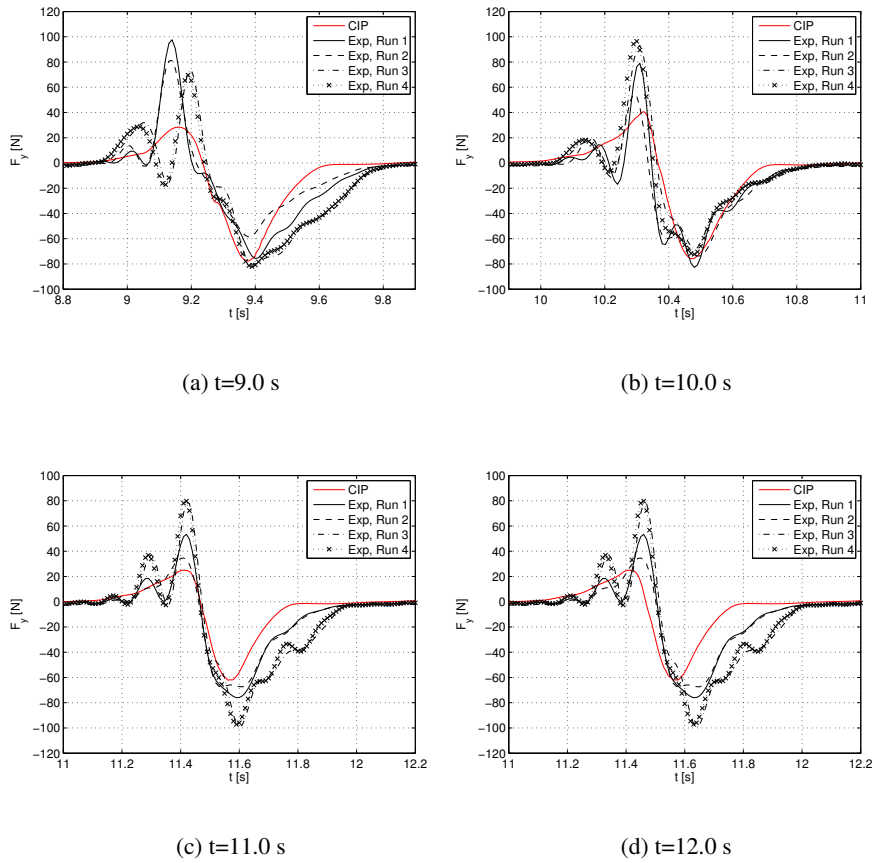 100
80
60
40
20
0
−20
−40
−60
−80
−100
F_y [N]
8.8 9 9.2 9.4 9.6 9.8
t [s]
CIP
Exp, Run 1
Exp, Run 2
Exp, Run 3
Exp, Run 4
(a) t=9.0 s
120
100
80
60
40
20
0
−20
−40
−60
−80
−100
F_y [N]
10 10.2 10.4 10.6 10.8 11
t [s]
CIP
Exp, Run 1
Exp, Run 2
Exp, Run 3
Exp, Run 4
(b) t=10.0 s
100
80
60
40
20
0
−20
−40
−60
−80
−100
−120
F_y [N]
11 11.2 11.4 11.6 11.8 12 12.2
t [s]
CIP
Exp, Run 1
Exp, Run 2
Exp, Run 3
Exp, Run 4
(c) t=11.0 s
100
80
60
40
20
0
−20
−40
−60
−80
−100
−120
F_y [N]
11 11.2 11.4 11.6 11.8 12 12.2
t [s]
CIP
Exp, Run 1
Exp, Run 2
Exp, Run 3
Exp, Run 4
(d) t=12.0 s